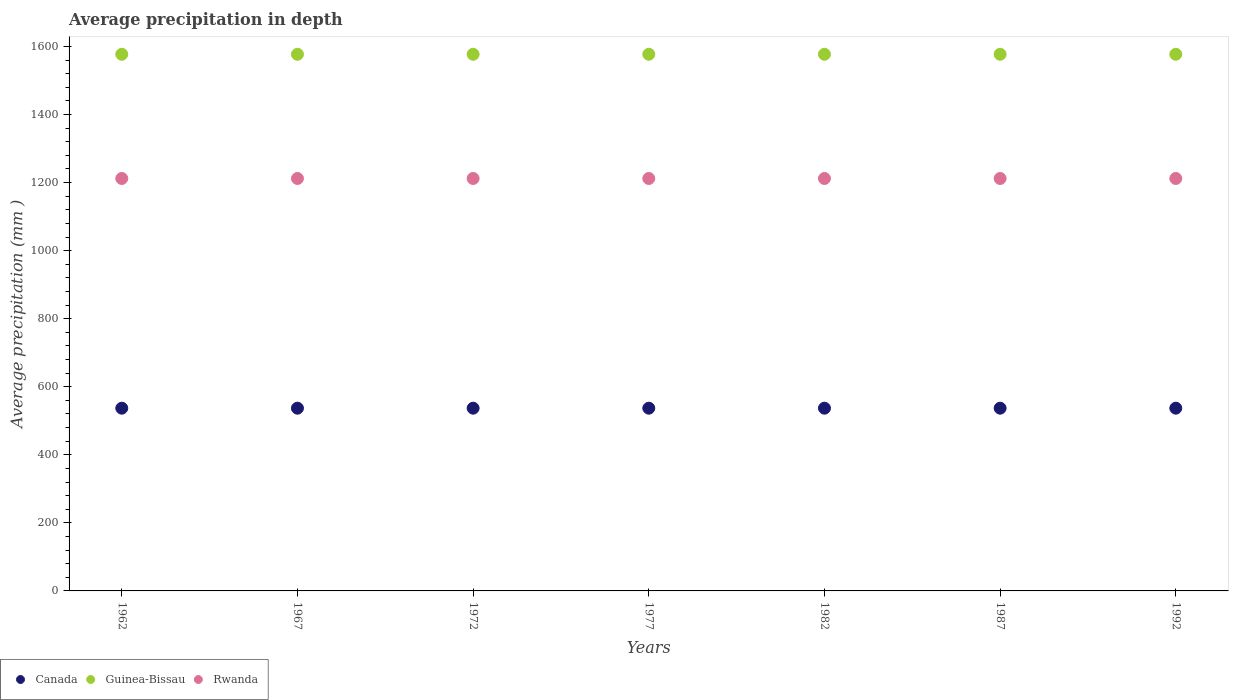 Average precipitation in depth
Average precipitation (mm )
1600
1400
1200
1000
800
600
400
200
0
1962
1967
1972
1977
1982
1987
1992
Years
Canada
Guinea-Bissau
Rwanda